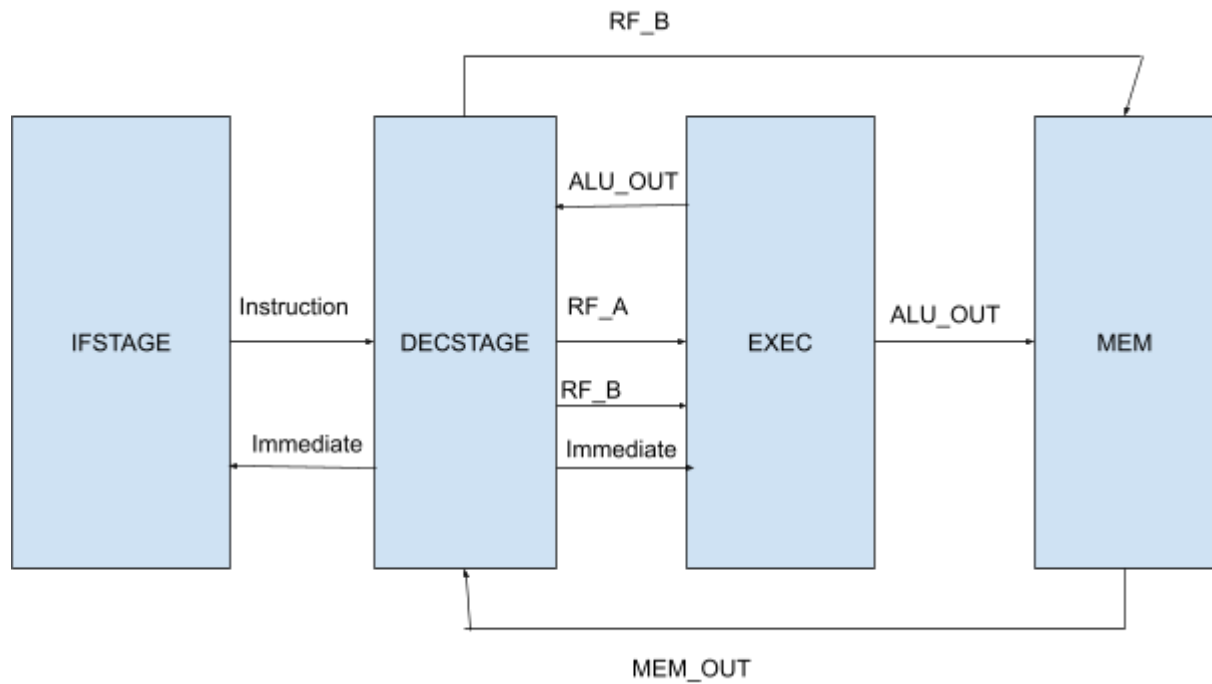 RF_B
ALU_OUT
Instruction
RF_A
ALU_OUT
IFSTAGE
DECSTAGE
EXEC
MEM
RF_B
Immediate
Immediate
MEM_OUT